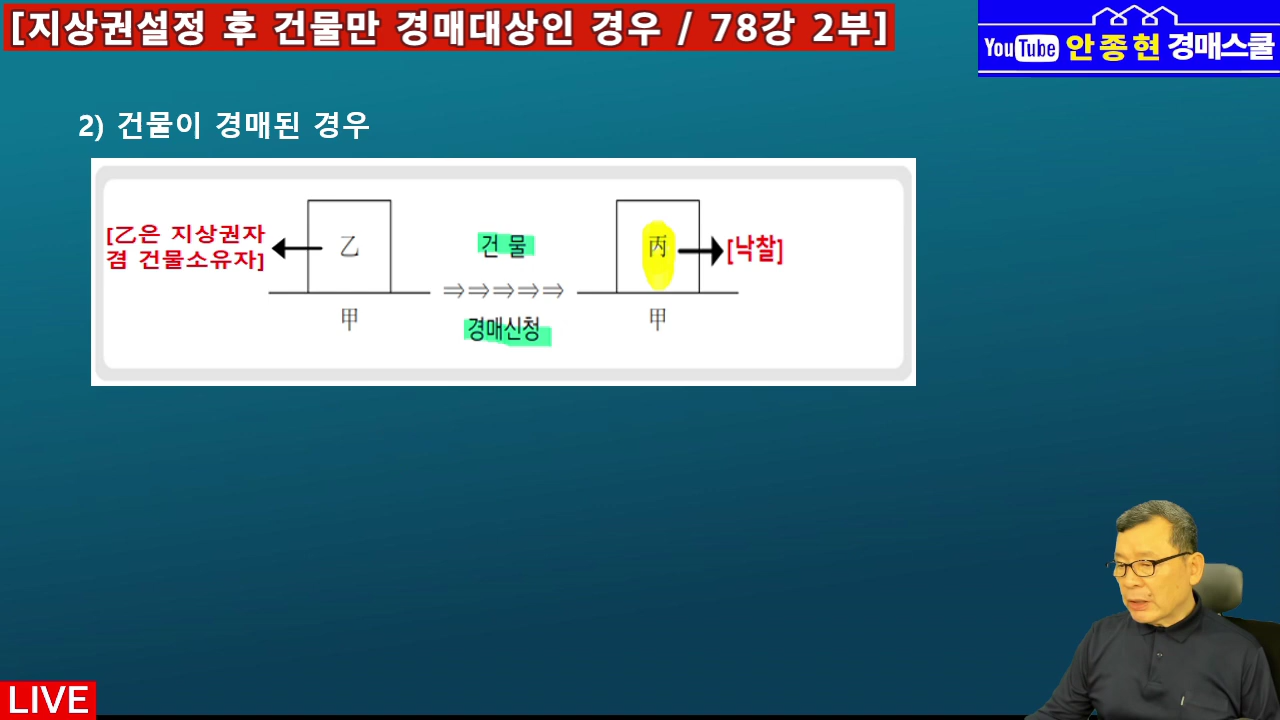 [지상권설정 후 건물만 경매대상인 경우 / 78강 2부]
YouTube 안종현 경매스쿨
2) 건물이 경매된 경우
[乙은 지상권자
겸 건물소유자]
乙
건 물
丙
[낙찰]
⇒⇒⇒⇒⇒
甲
경매신청
甲
LIVE